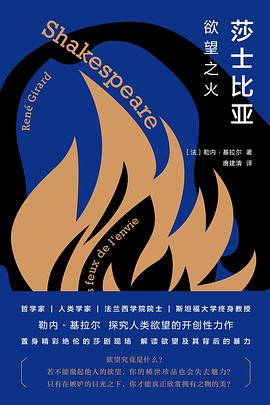 莎士比亚
欲望之火
Shakespeare
René Girard
s feux de l'envie
[法] 勒内·基拉尔 著
唐建清 译
哲学家 | 人类学家 | 法兰西学院院士 | 斯坦福大学终身教授
勒内·基拉尔 探究人类欲望的开创性力作
置身精彩绝伦的莎剧现场 解读欲望及其背后的暴力
欲望究竟是什么?
若不能激起他人的欲望，你的稀世珍品也会失去魅力?
只有在嫉妒的目光之下，你才能真正欣赏拥有之物的美?